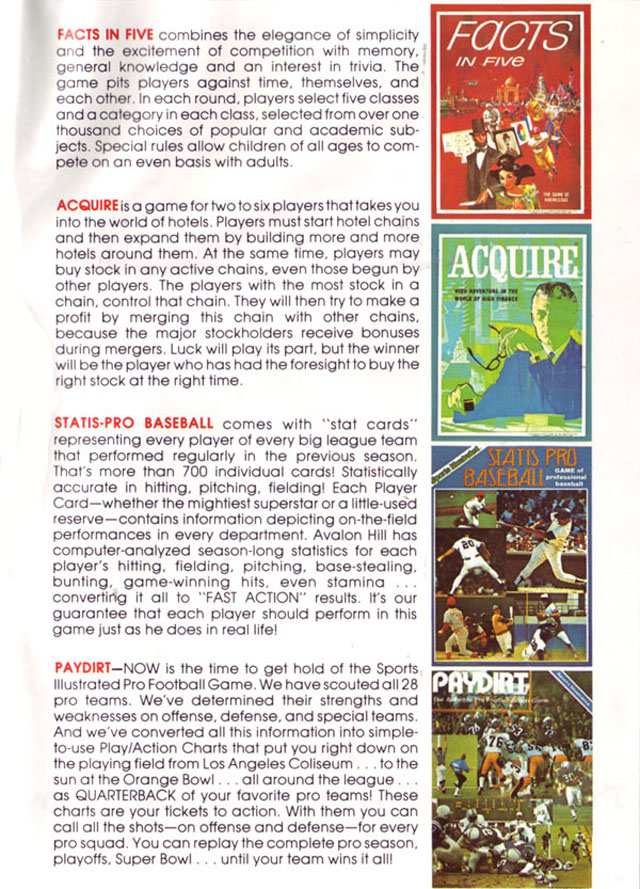 FACTS IN FIVE combines the elegance of simplicity
and the excitement of competition with memory,
general knowledge and an interest in trivia. The
game pits players against time, themselves, and
each other. In each round, players select five classes
and a category in each class, selected from over one
thousand choices of popular and academic sub-
jects. Special rules allow children of all ages to com-
pete on an even basis with adults.
FACTS
IN FIVE
THE GAME OF
KNOWLEDGE
ACQUIRE is a game for two to six players that takes you
into the world of hotels. Players must start hotel chains
and then expand them by building more and more
hotels around them. At the same time, players may
buy stock in any active chains, even those begun by
other players. The players with the most stock in a
chain, control that chain. They will then try to make a
profit by merging this chain with other chains,
because the major stockholders receive bonuses
during mergers. Luck will play its part, but the winner
will be the player who has had the foresight to buy the
right stock at the right time.
ACQUIRE
HIGH ADVENTURE IN THE
WORLD OF HIGH FINANCE
STATIS-PRO BASEBALL comes with "stat cards"
representing every player of every big league team
that performed regularly in the previous season.
That's more than 700 individual cards! Statistically
accurate in hitting, pitching, fielding! Each Player
Card—whether the mightiest superstar or a little-used
reserve—contains information depicting on-the-field
performances in every department. Avalon Hill has
computer-analyzed season-long statistics for each
player's hitting, fielding, pitching, base-stealing,
bunting, game-winning hits, even stamina . . .
converting it all to "FAST ACTION" results. It's our
guarantee that each player should perform in this
game just as he does in real life!
Sports Illustrated
STATIS PRO
BASEBALL
GAME of
professional
baseball
20
PAYDIRT—NOW is the time to get hold of the Sports
Illustrated Pro Football Game. We have scouted all 28
pro teams. We've determined their strengths and
weaknesses on offense, defense, and special teams.
And we've converted all this information into simple-
to-use Play/Action Charts that put you right down on
the playing field from Los Angeles Coliseum . . . to the
sun at the Orange Bowl . . . all around the league . . .
as QUARTERBACK of your favorite pro teams! These
charts are your tickets to action. With them you can
call all the shots—on offense and defense—for every
pro squad. You can replay the complete pro season,
playoffs, Super Bowl . . . until your team wins it all!
PAYDIRT
76